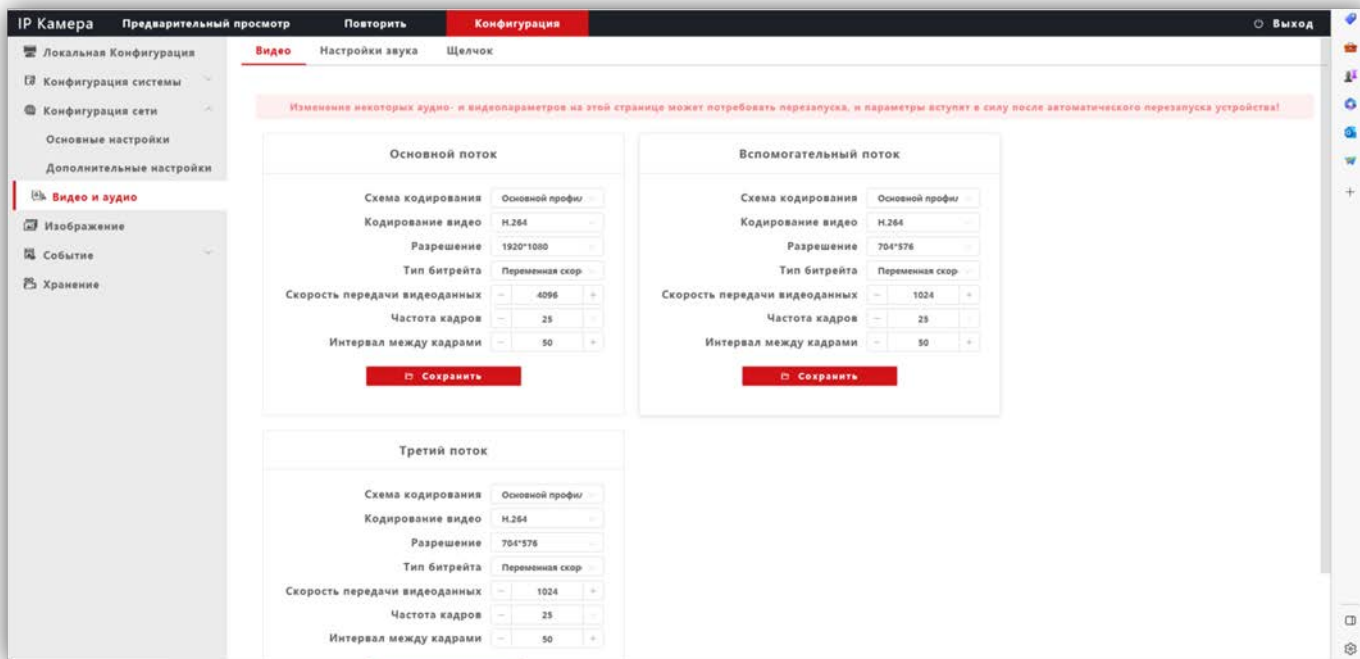 IP Камера Предварительный просмотр Повторить Конфигурация Выход
Локальная Конфигурация
Конфигурация системы
Конфигурация сети
Основные настройки
Дополнительные настройки
Видео и аудио
Изображение
Событие
Хранение
Видео Настройки звука Щелчок
Изменение некоторых аудио- и видеопараметров на этой странице может потребовать перезапуска, и параметры вступят в силу после автоматического перезапуска устройства!
Основной поток
Схема кодирования Основной профил
Кодирование видео H.264
Разрешение 1920*1080
Тип битрейта Переменная скор
Скорость передачи видеоданных − 4096 +
Частота кадров − 25
Интервал между кадрами − 50 +
Сохранить
Вспомогательный поток
Схема кодирования Основной профил
Кодирование видео H.264
Разрешение 704*576
Тип битрейта Переменная скор
Скорость передачи видеоданных − 1024 +
Частота кадров − 25
Интервал между кадрами − 50 +
Сохранить
Третий поток
Схема кодирования Основной профил
Кодирование видео H.264
Разрешение 704*576
Тип битрейта Переменная скор
Скорость передачи видеоданных − 1024 +
Частота кадров − 25
Интервал между кадрами − 50 +